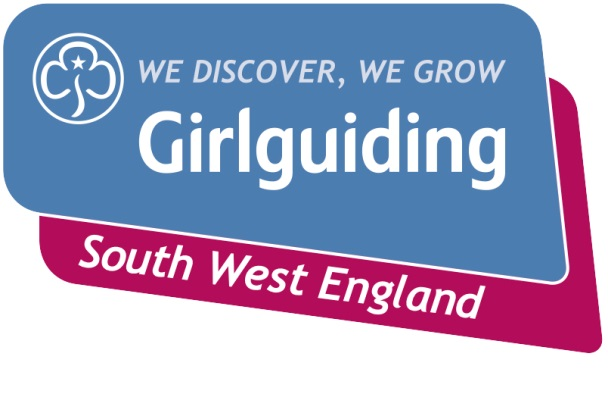 WE DISCOVER, WE GROW
Girlguiding
South West England